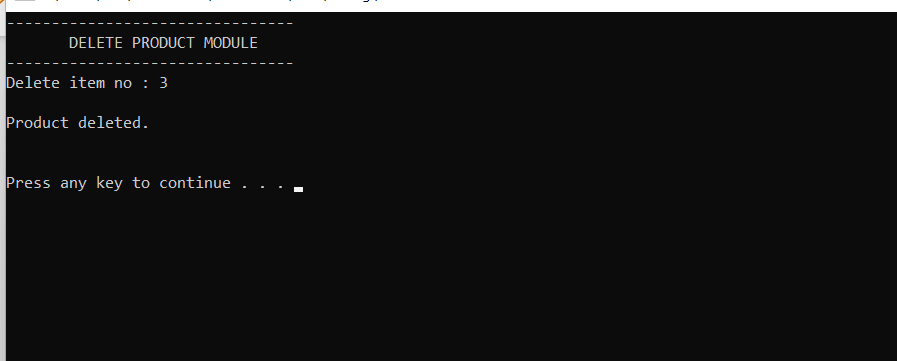 --------------------------------
DELETE PRODUCT MODULE
--------------------------------
Delete item no : 3
Product deleted.
Press any key to continue . . .